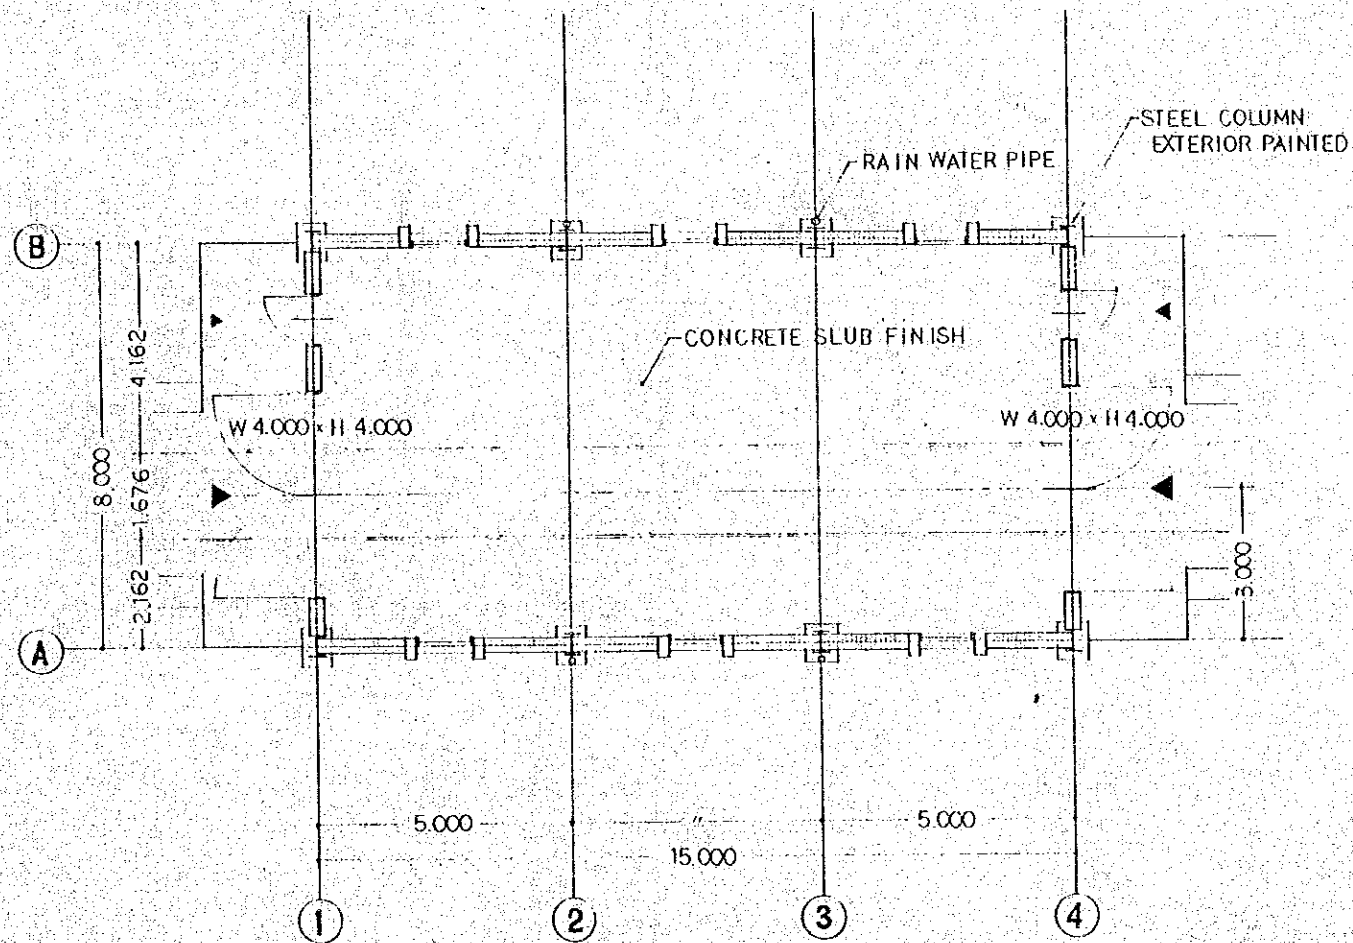 STEEL COLUMN
EXTERIOR PAINTED
RAIN WATER PIPE
B
CONCRETE SLUB FINISH
4.162
W 4.000 x H 4.000
W 4.000 x H 4.000
8.000
1.676
2.162
3.000
A
5.000
"
5.000
15.000
1
2
3
4